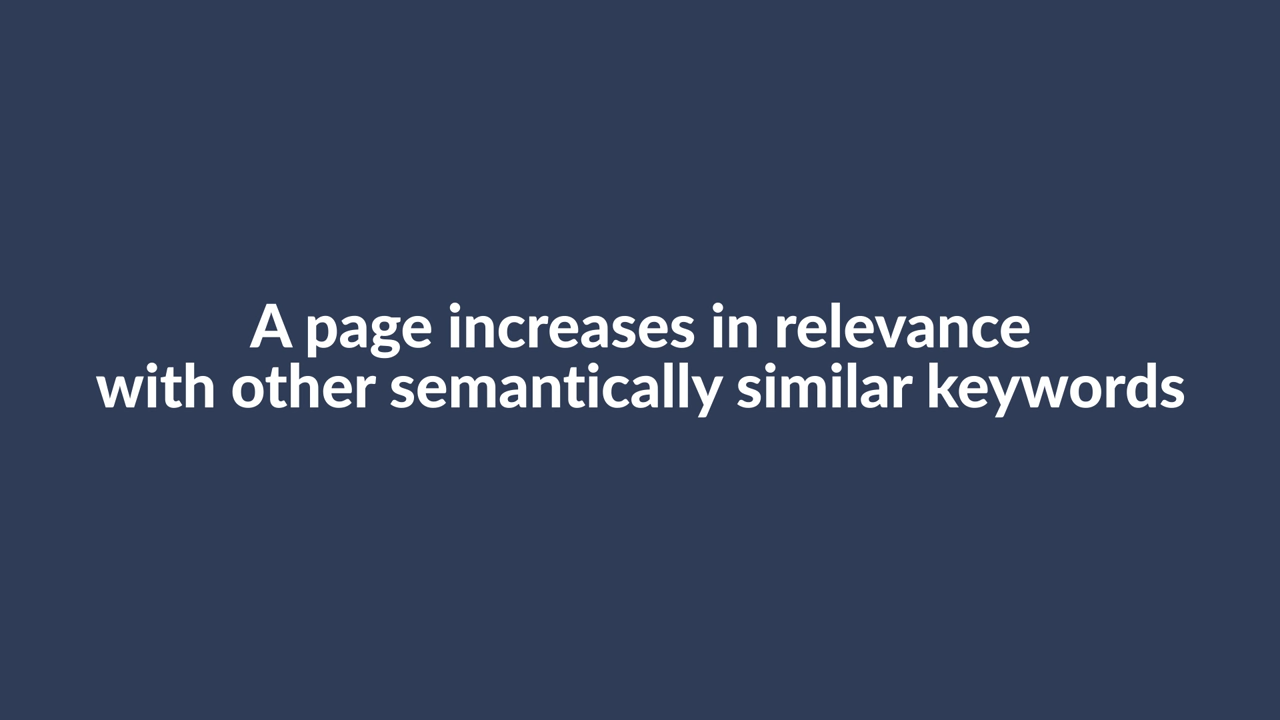 A page increases in relevance
with other semantically similar keywords